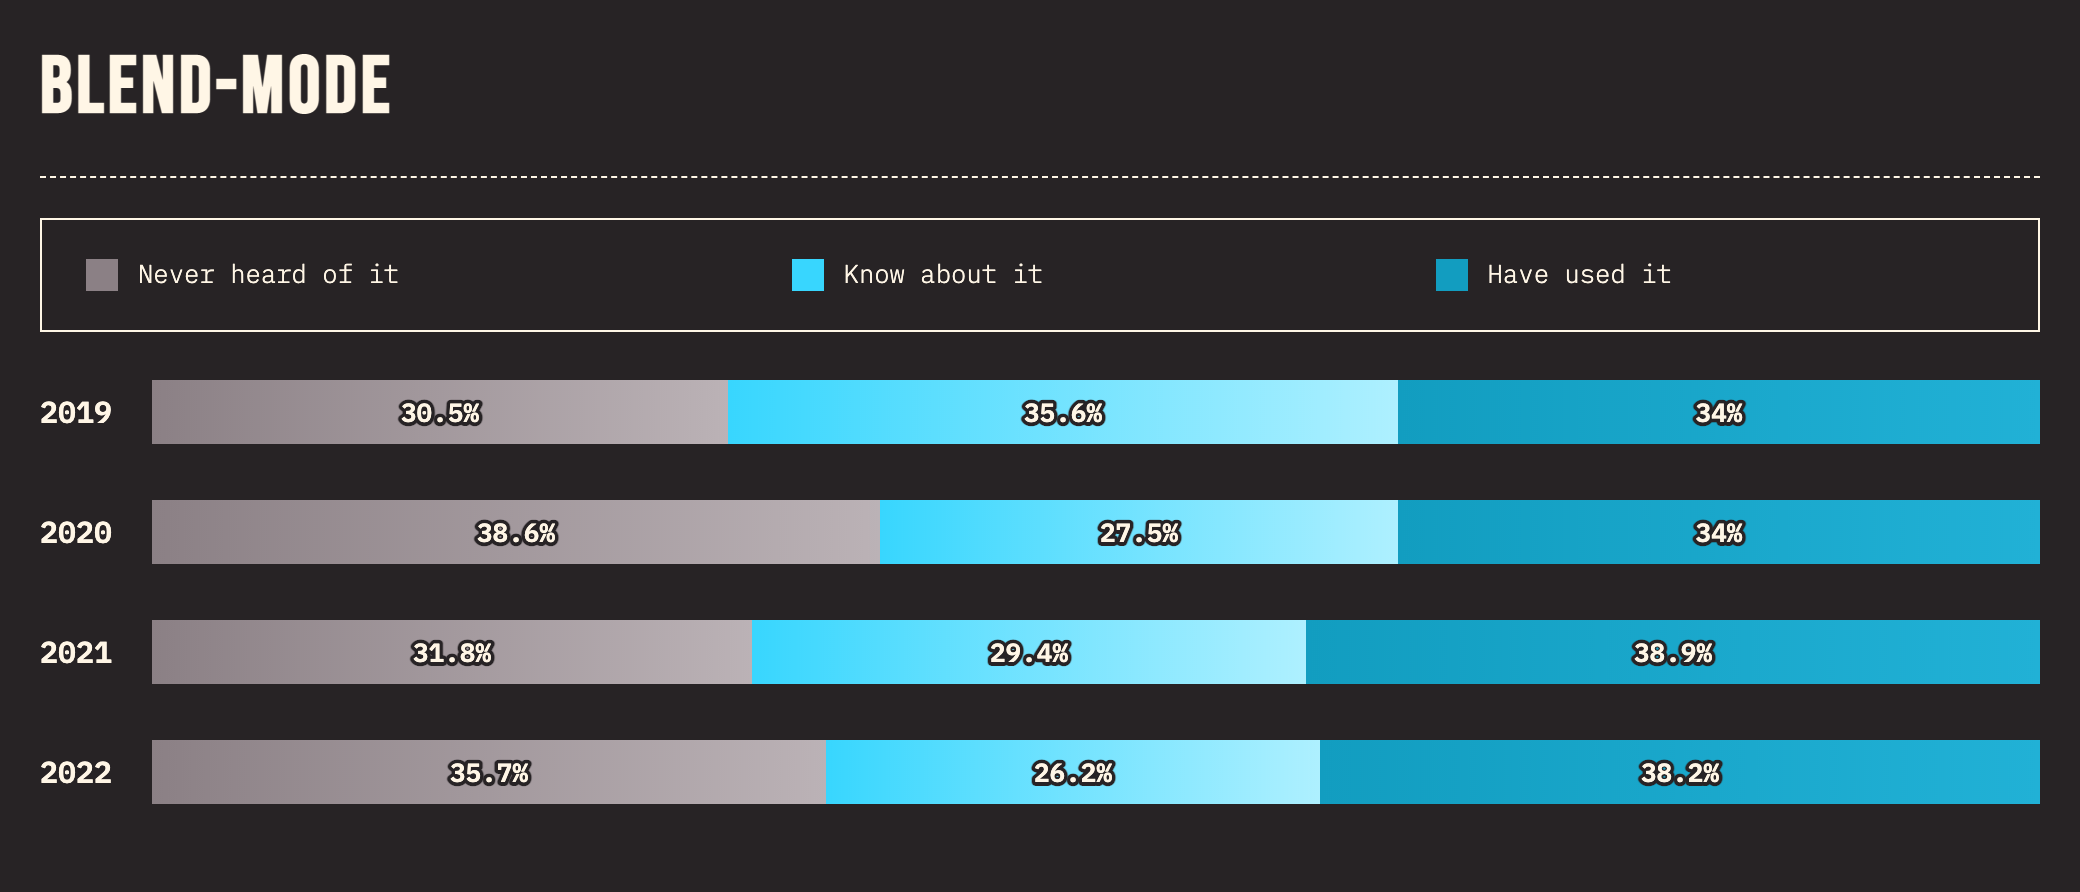 BLEND-MODE
Never heard of it Know about it Have used it
2019 30.5% 35.6% 34%
2020 38.6% 27.5% 34%
2021 31.8% 29.4% 38.9%
2022 35.7% 26.2% 38.2%